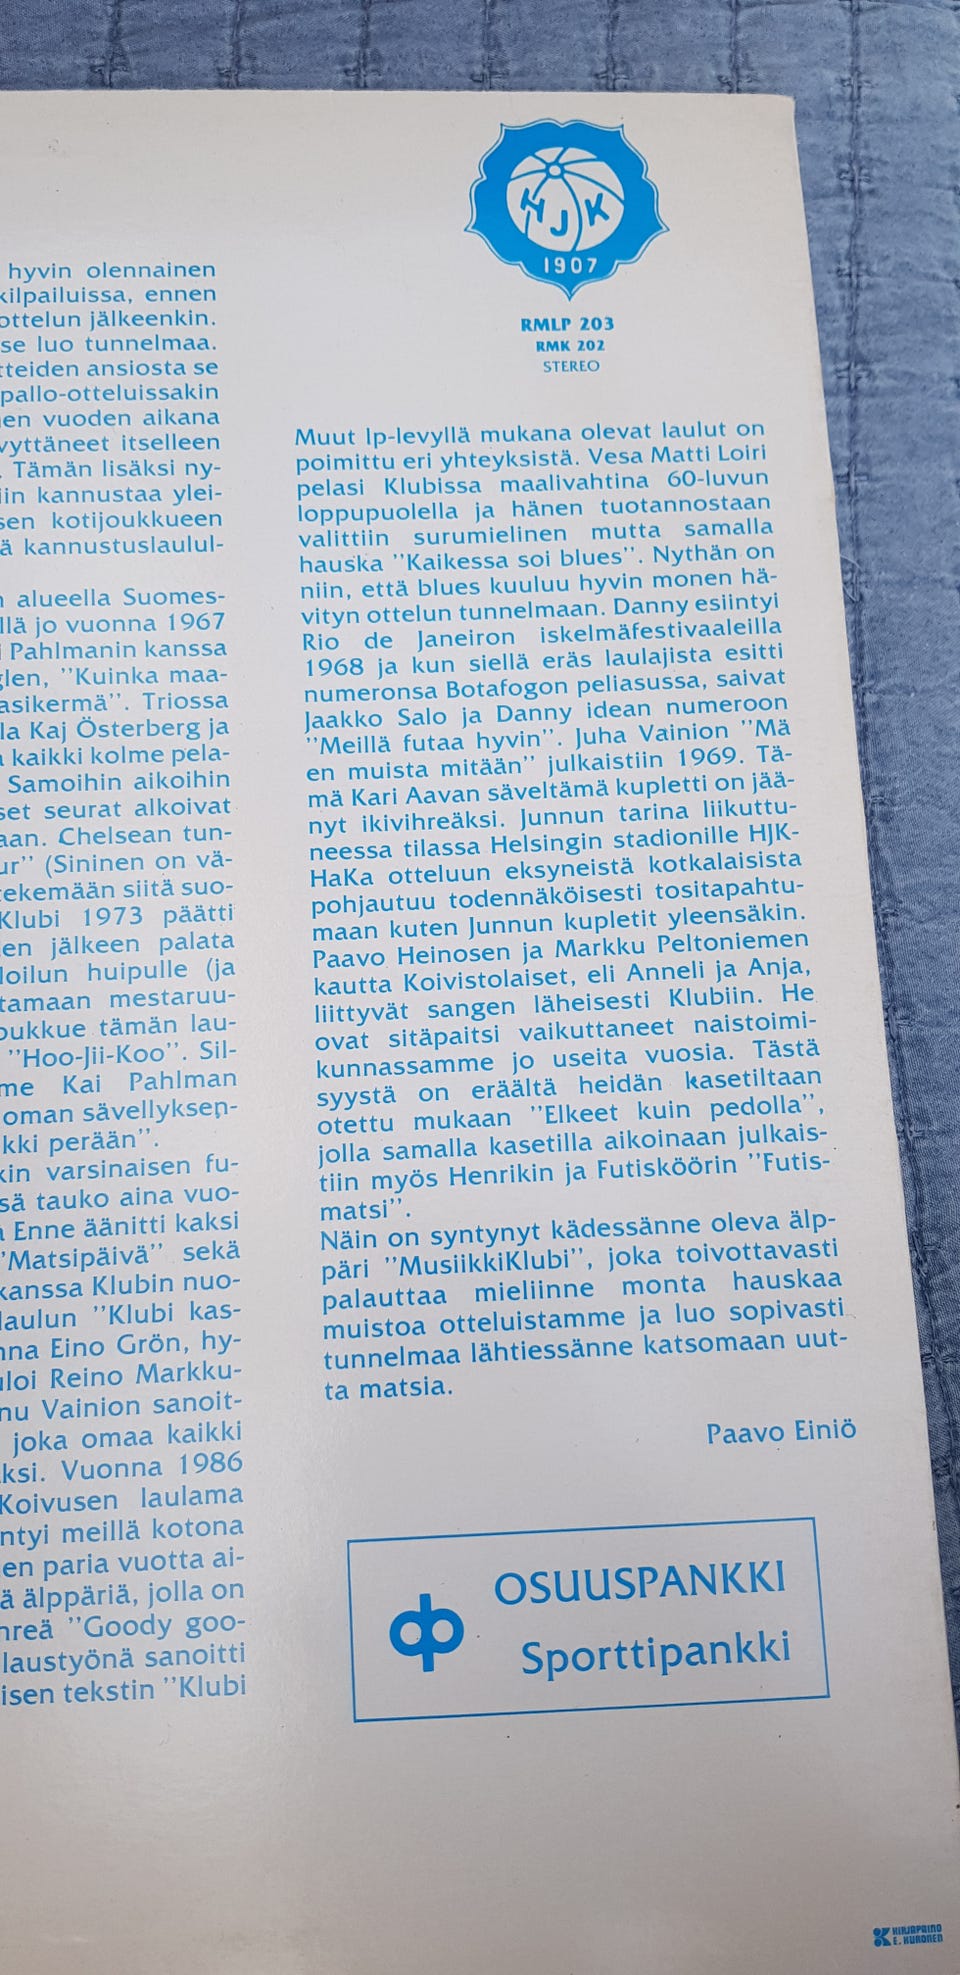 hyvin olennainen
kilpailuissa, ennen
ottelun jälkeenkin.
se luo tunnelmaa.
tteiden ansiosta se
pallo-otteluissakin
en vuoden aikana
vyttäneet itselleen
. Tämän lisäksi ny-
iin kannustaa ylei-
sen kotijoukkueen
ä kannustuslaulul-
alueella Suomes-
llä jo vuonna 1967
i Pahlmanin kanssa
glen, ''Kuinka maa-
asikermä''. Triossa
la Kaj Österberg ja
kaikki kolme pela-
Samoihin aikoihin
set seurat alkoivat
aan. Chelsean tun-
ur'' (Sininen on vä-
tekemään siitä suo-
Klubi 1973 päätti
en jälkeen palata
loilun huipulle (ja
tamaan mestaruu-
oukkue tämän lau-
''Hoo-Jii-Koo''. Sil-
me Kai Pahlman
oman sävellyksen-
kki perään''.
kin varsinaisen fu-
sä tauko aina vuo-
Enne äänitti kaksi
''Matsipäivä'' sekä
kanssa Klubin nuo-
laulun ''Klubi kas-
nna Eino Grön, hy-
uloi Reino Markku-
nu Vainion sanoit-
joka omaa kaikki
ksi. Vuonna 1986
Koivusen laulama
ntyi meillä kotona
en paria vuotta ai-
ä älppäriä, jolla on
hreä ''Goody goo-
laustyönä sanoitti
isen tekstin ''Klubi
HJK
1907
RMLP 203
RMK 202
STEREO
Muut lp-levyllä mukana olevat laulut on
poimittu eri yhteyksistä. Vesa Matti Loiri
pelasi Klubissa maalivahtina 60-luvun
loppupuolella ja hänen tuotannostaan
valittiin surumielinen mutta samalla
hauska ''Kaikessa soi blues''. Nythän on
niin, että blues kuuluu hyvin monen hä-
vityn ottelun tunnelmaan. Danny esiintyi
Rio de Janeiron iskelmäfestivaaleilla
1968 ja kun siellä eräs laulajista esitti
numeronsa Botafogon peliasussa, saivat
Jaakko Salo ja Danny idean numeroon
''Meillä futaa hyvin''. Juha Vainion ''Mä
en muista mitään'' julkaistiin 1969. Tä-
mä Kari Aavan säveltämä kupletti on jää-
nyt ikivihreäksi. Junnun tarina liikuttu-
neessa tilassa Helsingin stadionille HJK-
HaKa otteluun eksyneistä kotkalaisista
pohjautuu todennäköisesti tositapahtu-
maan kuten Junnun kupletit yleensäkin.
Paavo Heinosen ja Markku Peltoniemen
kautta Koivistolaiset, eli Anneli ja Anja,
liittyvät sangen läheisesti Klubiin. He
ovat sitäpaitsi vaikuttaneet naistoimi-
kunnassamme jo useita vuosia. Tästä
syystä on eräältä heidän kasetiltaan
otettu mukaan ''Elkeet kuin pedolla'',
jolla samalla kasetilla aikoinaan julkais-
tiin myös Henrikin ja Futisköörin ''Futis-
matsi''.
Näin on syntynyt kädessänne oleva älp-
päri ''MusiikkiKlubi'', joka toivottavasti
palauttaa mieliinne monta hauskaa
muistoa otteluistamme ja luo sopivasti
tunnelmaa lähtiessänne katsomaan uut-
ta matsia.
Paavo Einiö
OSUUSPANKKI
Sporttipankki
KIRJAPAINO
E. KURONEN